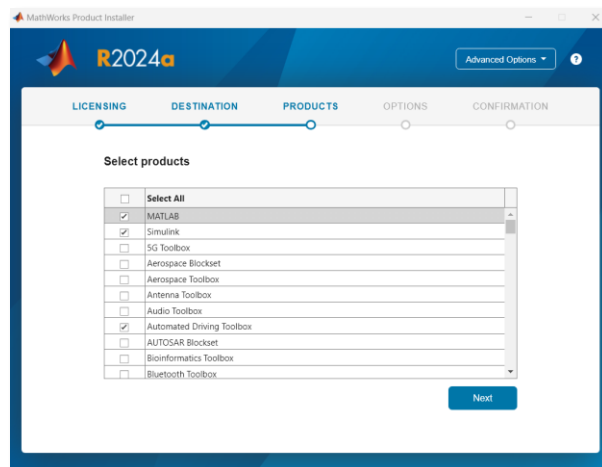 MathWorks Product Installer
R2024a
Advanced Options
?
LICENSING DESTINATION PRODUCTS OPTIONS CONFIRMATION
Select products
Select All
MATLAB
Simulink
5G Toolbox
Aerospace Blockset
Aerospace Toolbox
Antenna Toolbox
Audio Toolbox
Automated Driving Toolbox
AUTOSAR Blockset
Bioinformatics Toolbox
Bluetooth Toolbox
Next